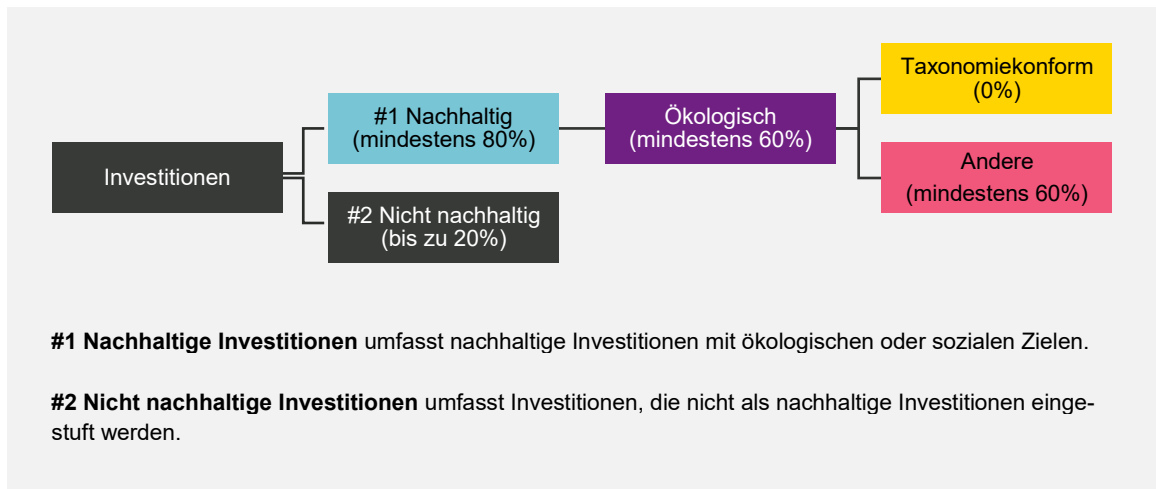 Taxonomiekonform
(0%)
#1 Nachhaltig
(mindestens 80%)
Ökologisch
(mindestens 60%)
Investitionen
Andere
(mindestens 60%)
#2 Nicht nachhaltig
(bis zu 20%)
#1 Nachhaltige Investitionen umfasst nachhaltige Investitionen mit ökologischen oder sozialen Zielen.
#2 Nicht nachhaltige Investitionen umfasst Investitionen, die nicht als nachhaltige Investitionen einge-
stuft werden.